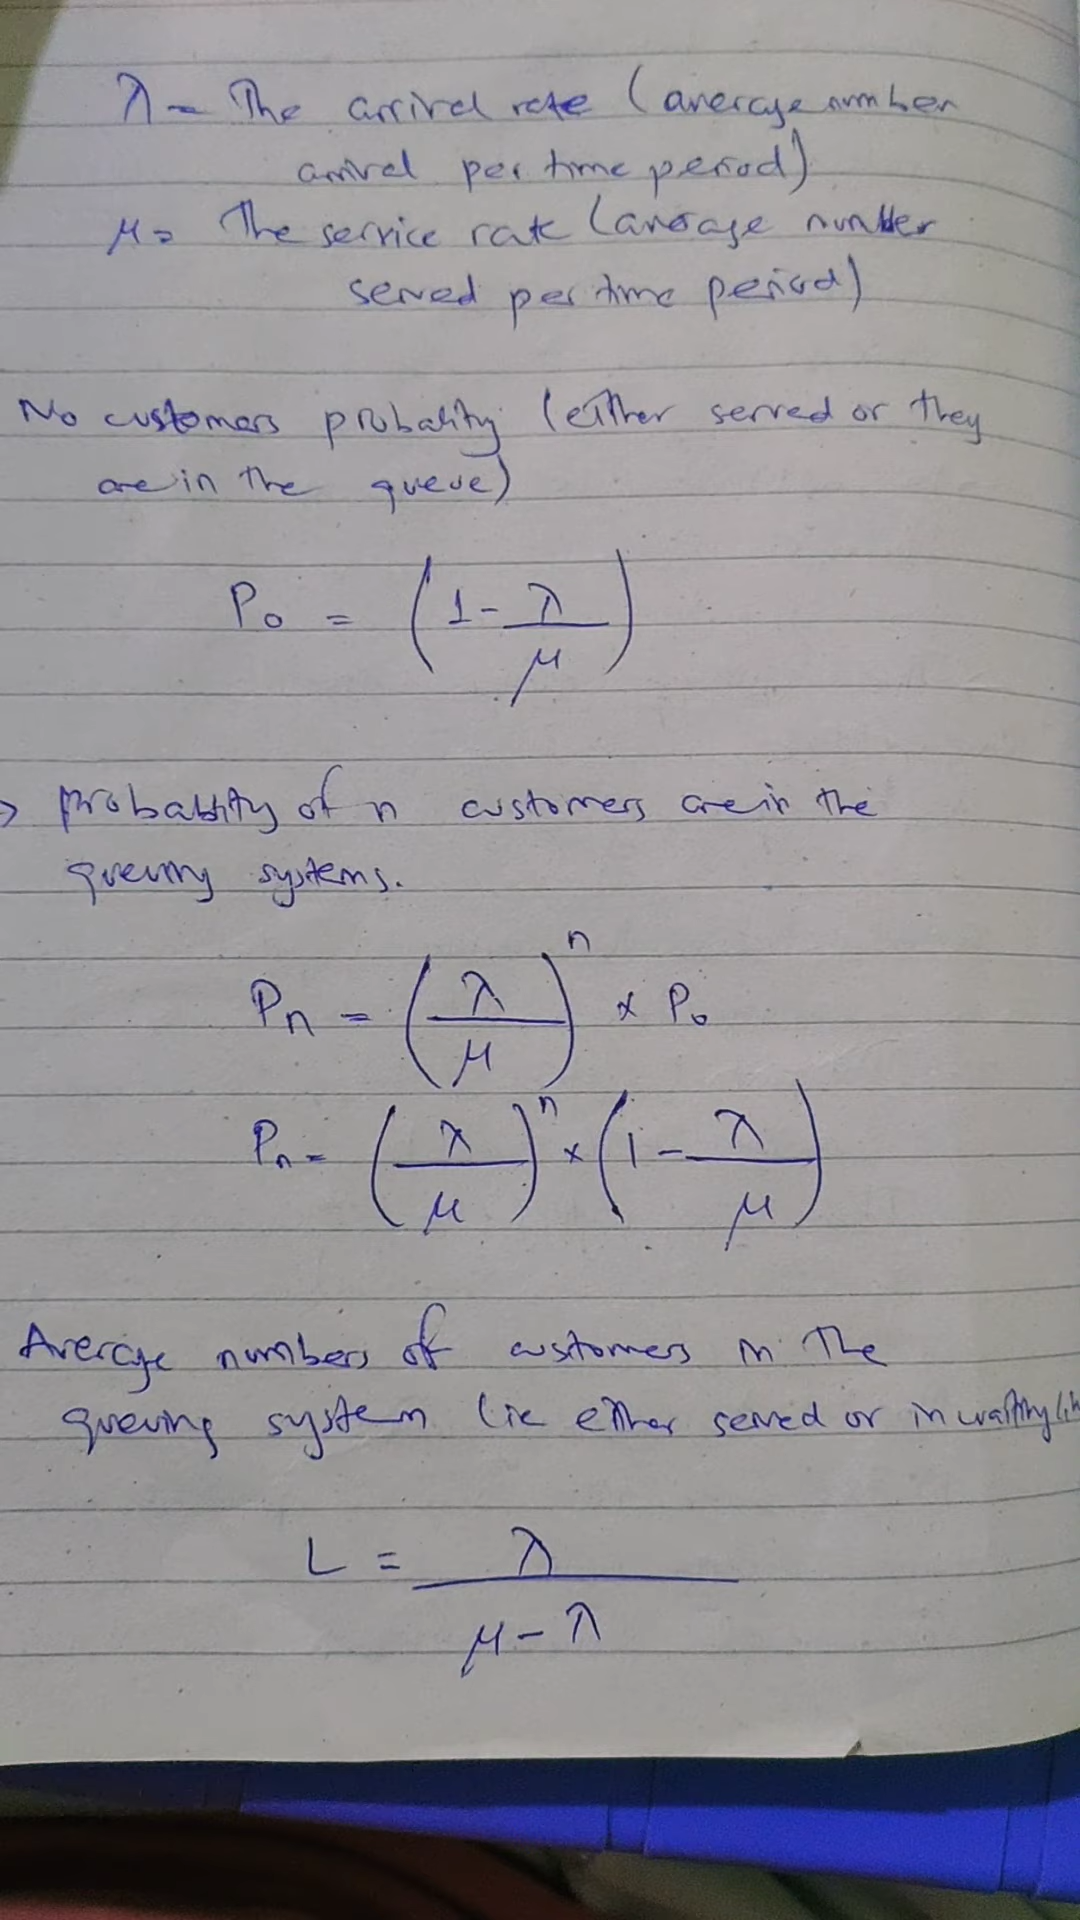 λ = The arrival rate (average number
arrival per time period)
μ = The service rate (average number
served per time period)
No customers probality (either served or they
are in the queue)
P₀ = (1 - λ/μ)
→ probability of n customers are in the
queuing systems.
Pn = (λ/μ)ⁿ × P₀
Pn = (λ/μ)ⁿ × (1 - λ/μ)
Average numbers of customers in the
queuing system (ie either served or in waiting
L = λ/(μ - λ)